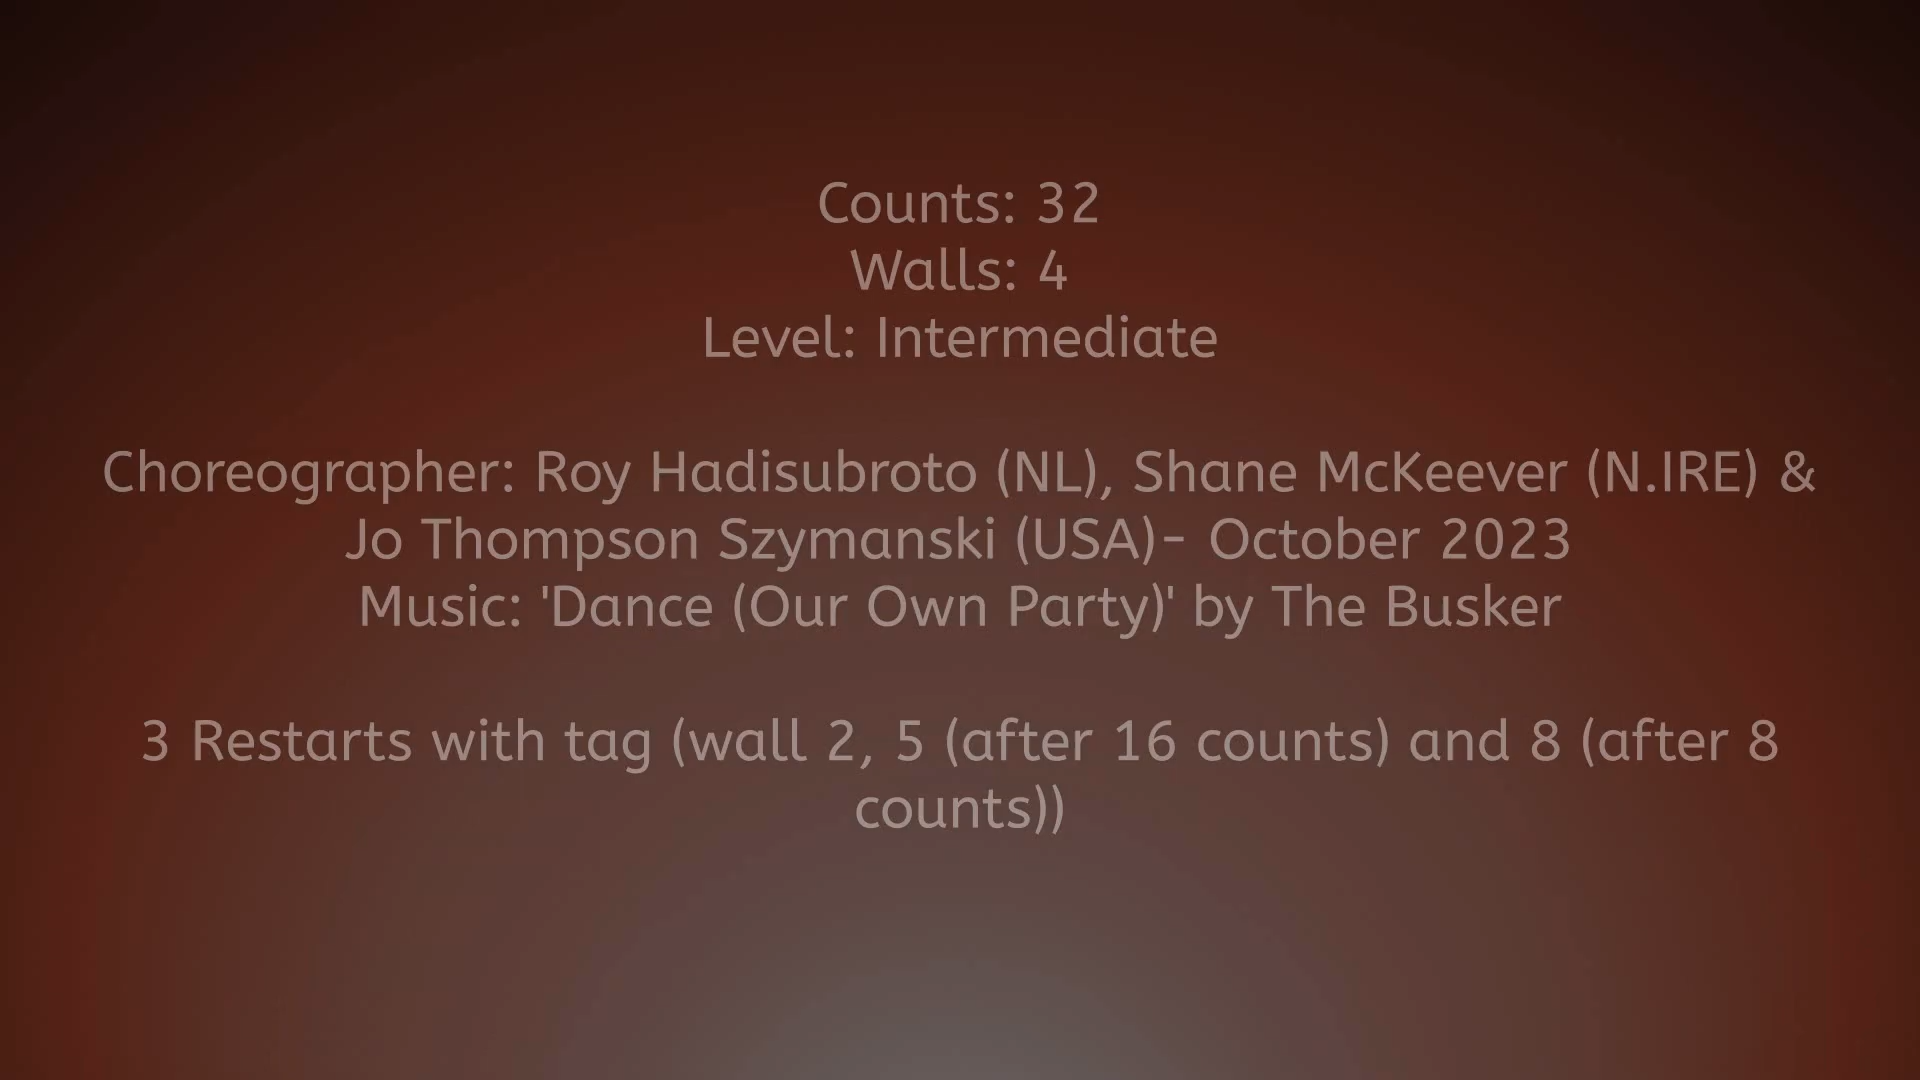 Counts: 32
Walls: 4
Level: Intermediate
Choreographer: Roy Hadisubroto (NL), Shane McKeever (N.IRE) &
Jo Thompson Szymanski (USA)- October 2023
Music: 'Dance (Our Own Party)' by The Busker
3 Restarts with tag (wall 2, 5 (after 16 counts) and 8 (after 8
counts))